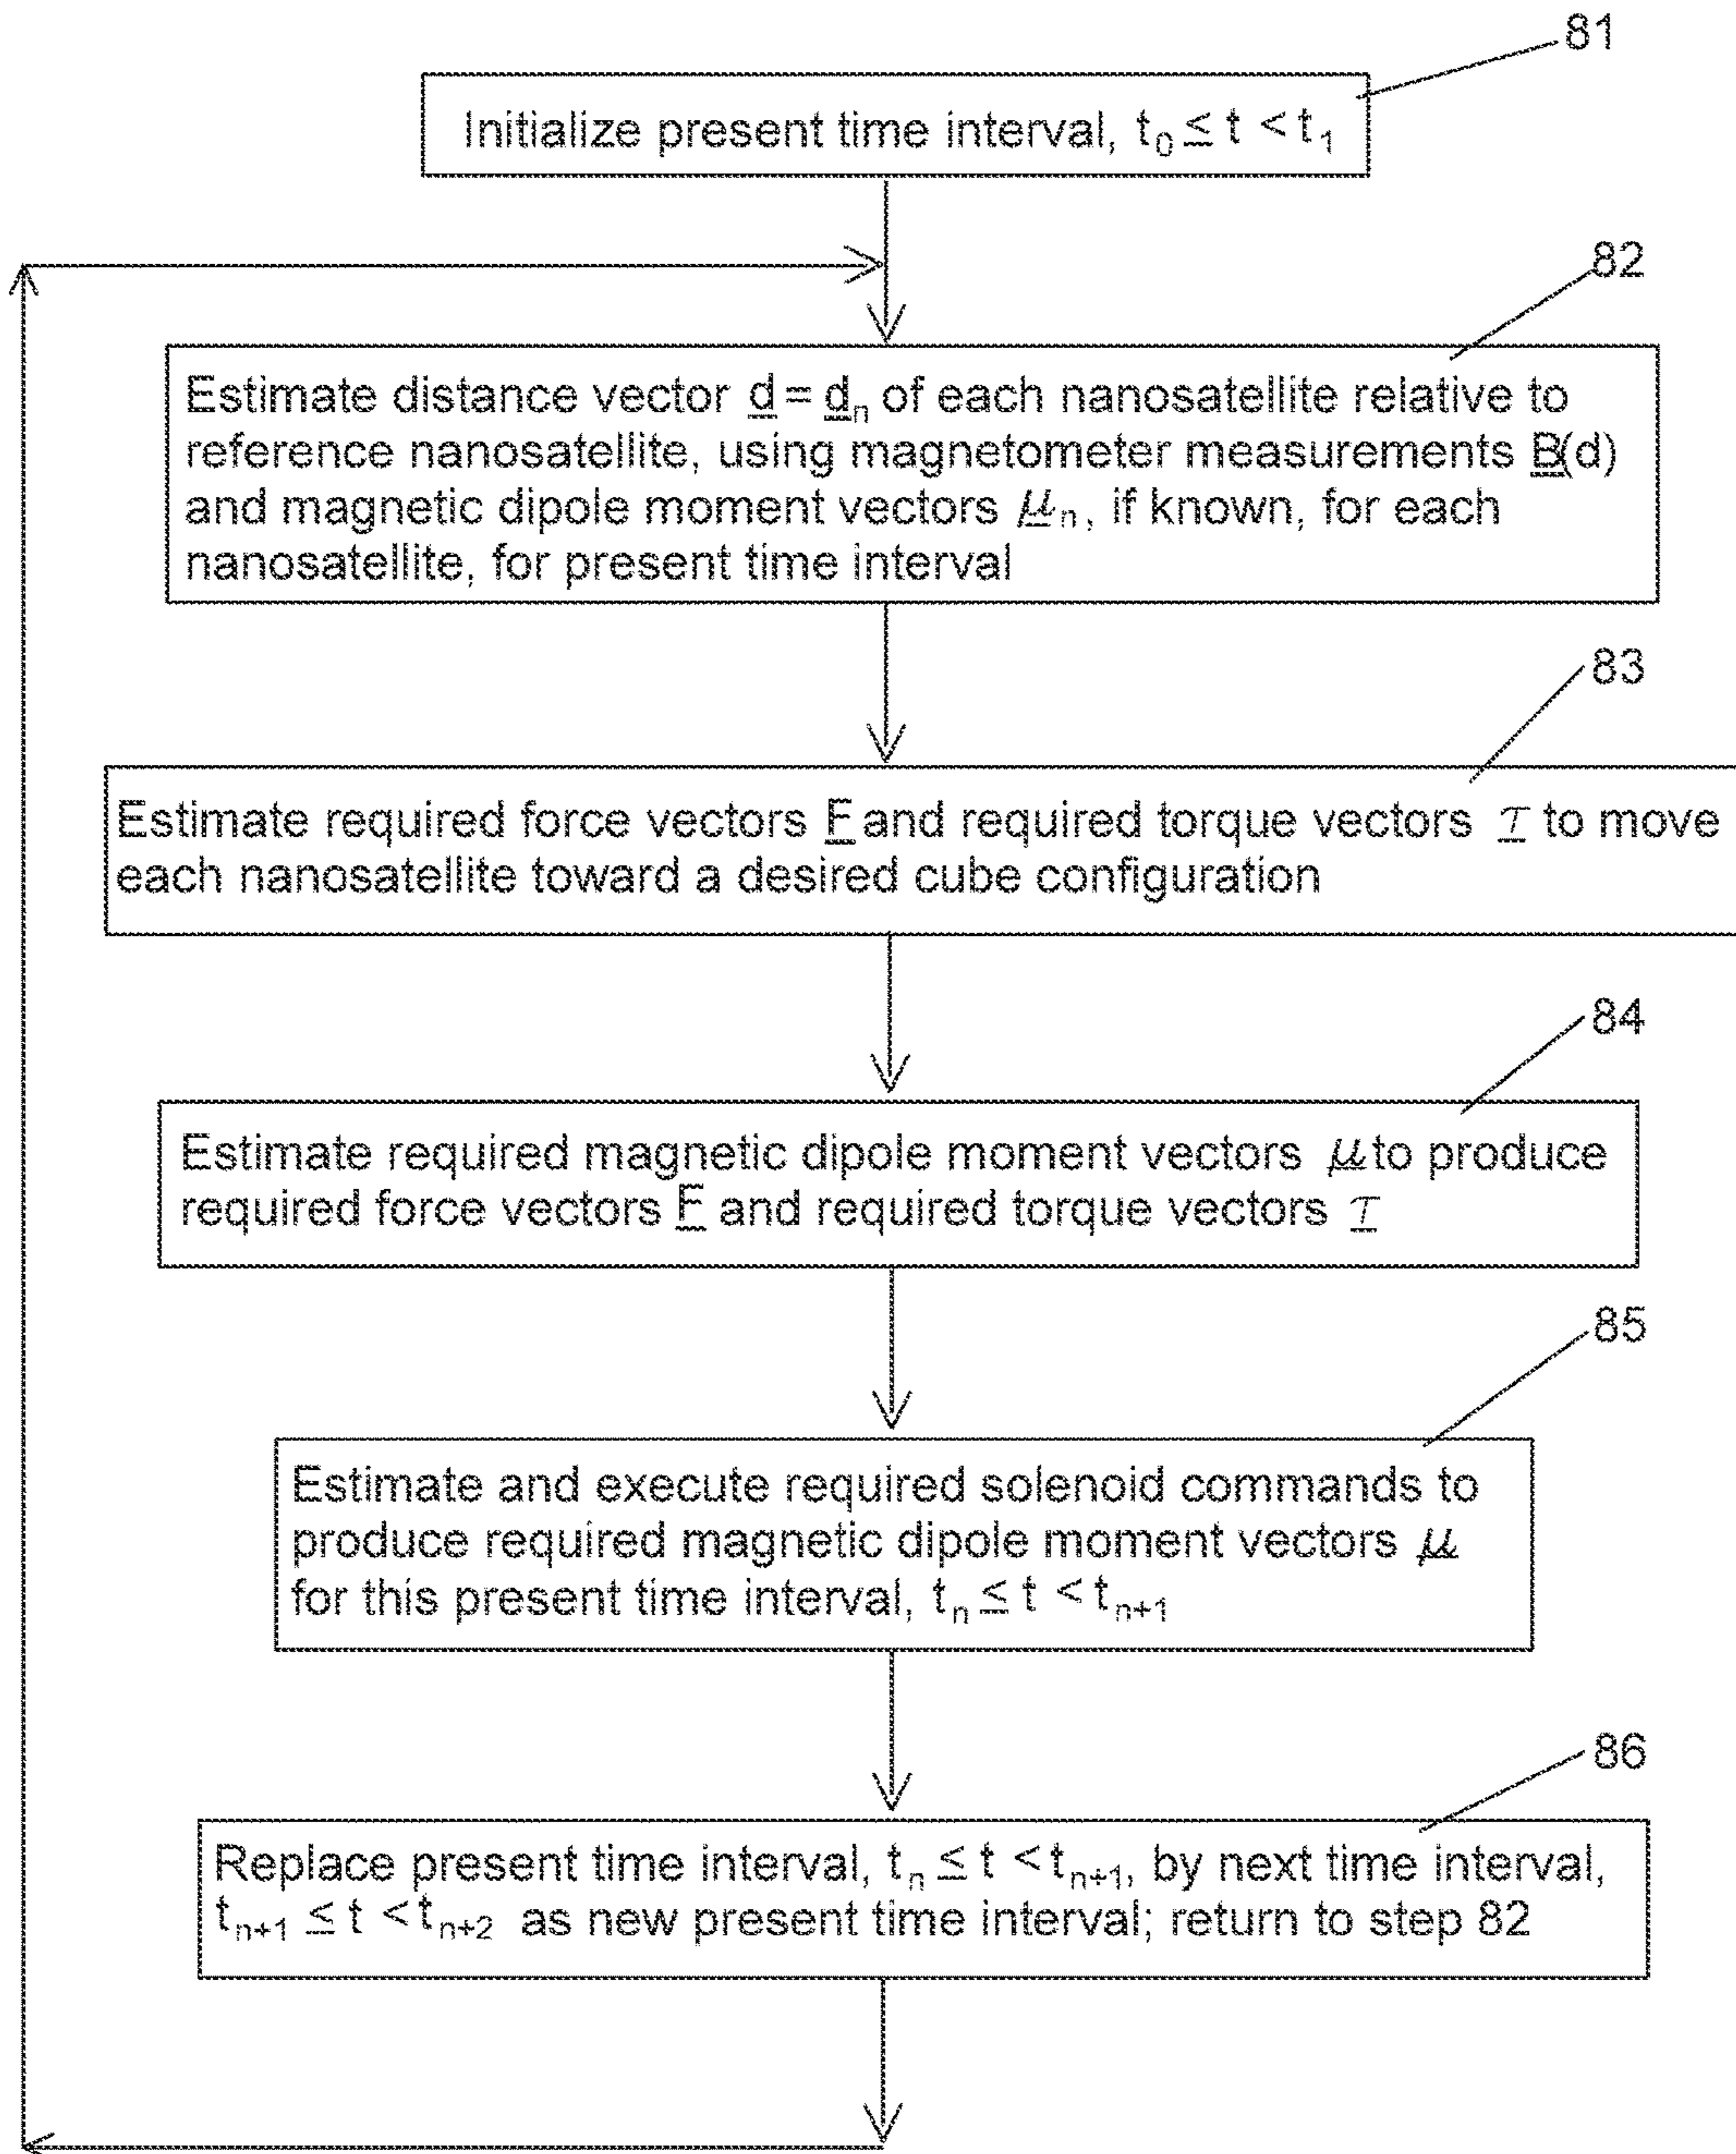 81
Initialize present time interval, t₀ ≤ t < t₁
82
Estimate distance vector d = dₙ of each nanosatellite relative to
reference nanosatellite, using magnetometer measurements B(d)
and magnetic dipole moment vectors μₙ, if known, for each
nanosatellite, for present time interval
83
Estimate required force vectors F and required torque vectors τ to move
each nanosatellite toward a desired cube configuration
84
Estimate required magnetic dipole moment vectors μ to produce
required force vectors F and required torque vectors τ
85
Estimate and execute required solenoid commands to
produce required magnetic dipole moment vectors μ
for this present time interval, tₙ ≤ t < tₙ₊₁
86
Replace present time interval, tₙ ≤ t < tₙ₊₁, by next time interval,
tₙ₊₁ ≤ t < tₙ₊₂ as new present time interval; return to step 82